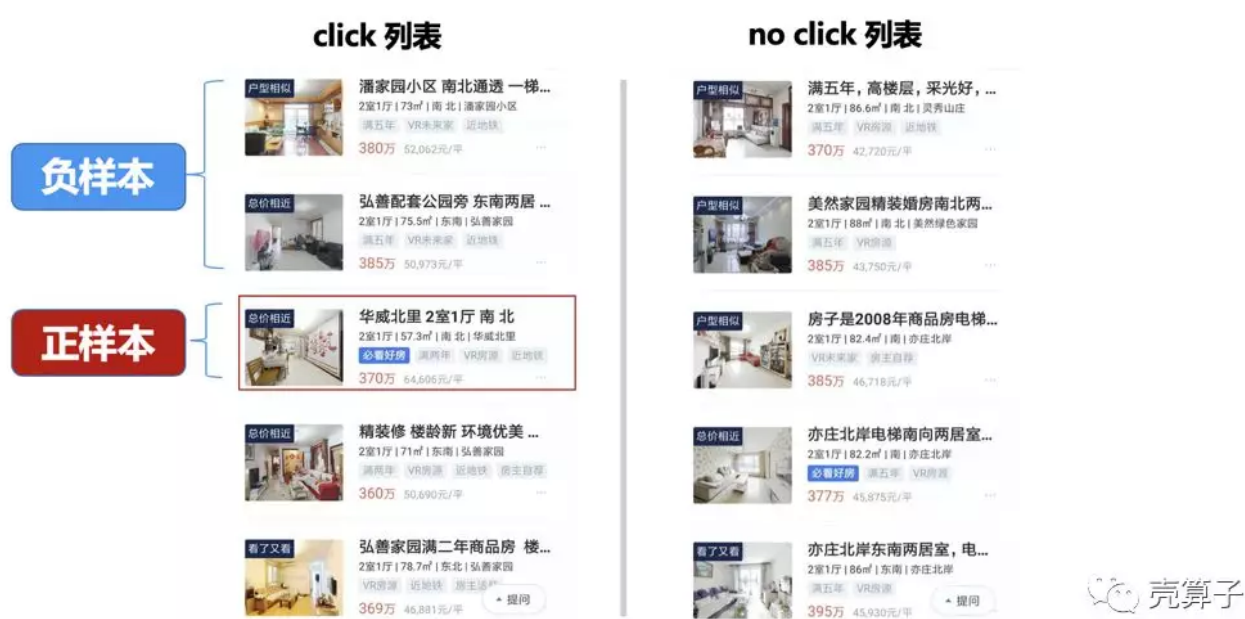 click 列表
no click 列表
负样本
正样本
户型相似
潘家园小区 南北通透 一梯...
2室1厅 | 73㎡ | 南 北 | 潘家园小区
满五年 VR未来家 近地铁
380万 52,062元/平
总价相近
弘善配套公园旁 东南两居 ...
2室1厅 | 75.5㎡ | 东南 | 弘善家园
满五年 VR未来家 近地铁
385万 50,973元/平
总价相近
华威北里 2室1厅 南 北
2室1厅 | 57.3㎡ | 南 北 | 华威北里
必看好房 满两年 VR房源 近地铁
370万 64,606元/平
总价相近
精装修 楼龄新 环境优美 ...
2室1厅 | 71㎡ | 东南 | 弘善家园
满两年 VR房源 近地铁 房主自荐
360万 50,690元/平
看了又看
弘善家园满二年商品房 楼...
2室1厅 | 78.7㎡ | 东北 | 弘善家园
VR房源 近地铁 房主
369万 46,881元/平
提问
户型相似
满五年，高楼层，采光好，...
2室1厅 | 86.6㎡ | 南 北 | 灵秀山庄
满五年 VR房源 近地铁
370万 42,720元/平
户型相似
美然家园精装婚房南北两...
2室1厅 | 88㎡ | 南 北 | 美然绿色家园
满五年 VR房源
385万 43,750元/平
户型相似
房子是2008年商品房电梯...
2室1厅 | 82.4㎡ | 南 | 亦庄北岸
VR未来家 房主自荐
385万 46,718元/平
总价相近
亦庄北岸电梯南向两居室...
2室1厅 | 82.2㎡ | 南 | 亦庄北岸
必看好房 满五年 VR房源
377万 45,875元/平
看了又看
亦庄北岸东南两居室，电...
2室1厅 | 86㎡ | 东南 | 亦庄北岸
满五年 VR房源
395万 45,930元/平
提问
壳算子